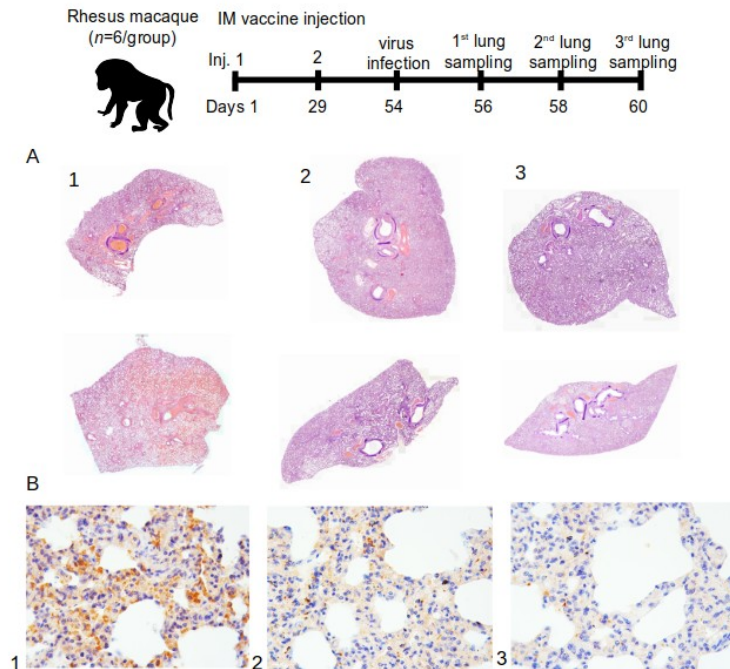 Rhesus macaque
(n=6/group)
IM vaccine injection
Inj. 1
2
virus
infection
1st lung
sampling
2nd lung
sampling
3rd lung
sampling
Days 1
29
54
56
58
60
A
1
2
3
B
1
2
3